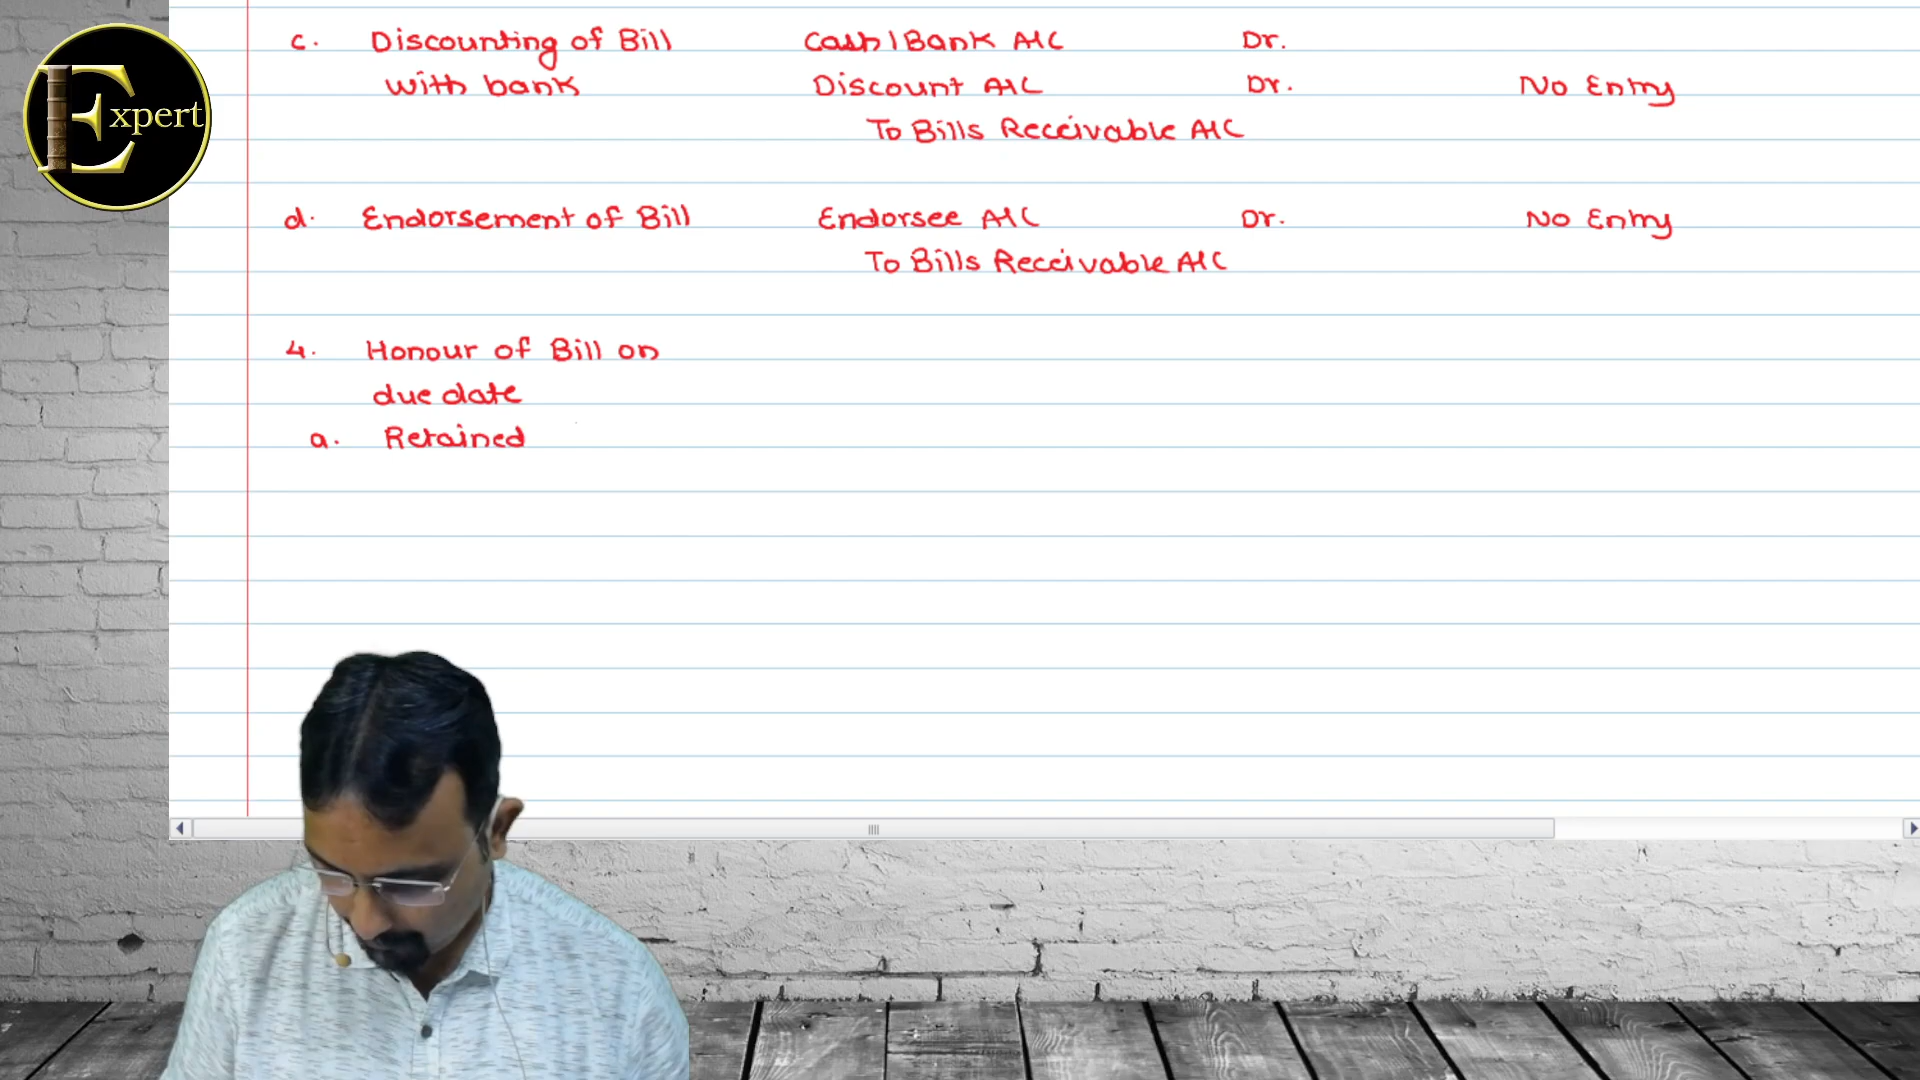 Expert
c. Discounting of Bill Cash/Bank A/C Dr.
with bank Discount A/C Dr. No Entry
To Bills Receivable A/C
d. Endorsement of Bill Endorsee A/C Dr. No Entry
To Bills Receivable A/C
4. Honour of Bill on
due date
a. Retained